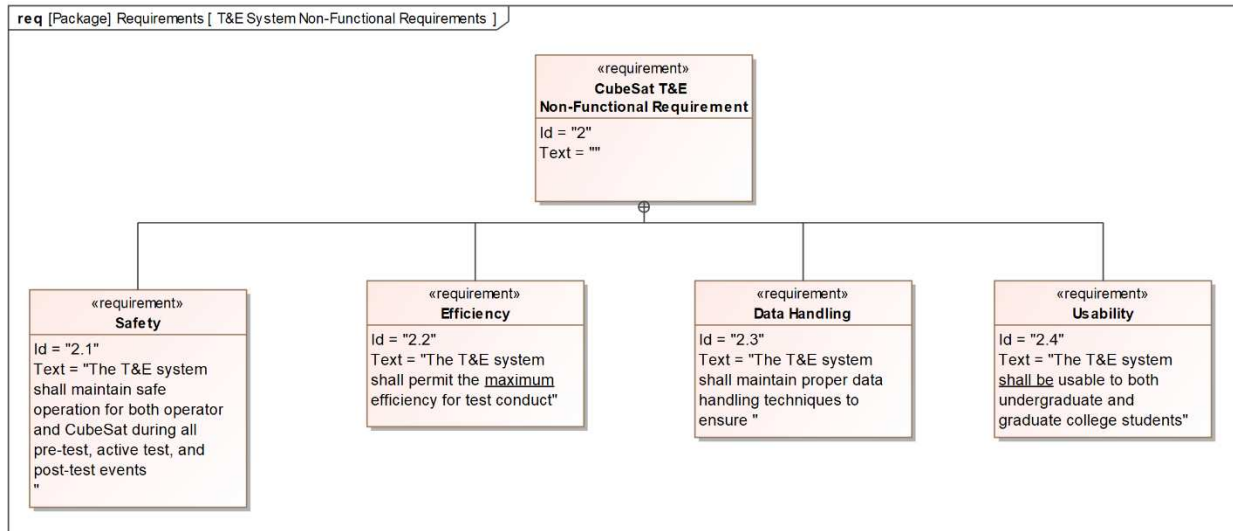 req [Package] Requirements [ T&E System Non-Functional Requirements ]
«requirement»
CubeSat T&E
Non-Functional Requirement
Id = "2"
Text = ""
«requirement»
Safety
Id = "2.1"
Text = "The T&E system
shall maintain safe
operation for both operator
and CubeSat during all
pre-test, active test, and
post-test events
"
«requirement»
Efficiency
Id = "2.2"
Text = "The T&E system
shall permit the maximum
efficiency for test conduct"
«requirement»
Data Handling
Id = "2.3"
Text = "The T&E system
shall maintain proper data
handling techniques to
ensure "
«requirement»
Usability
Id = "2.4"
Text = "The T&E system
shall be usable to both
undergraduate and
graduate college students"